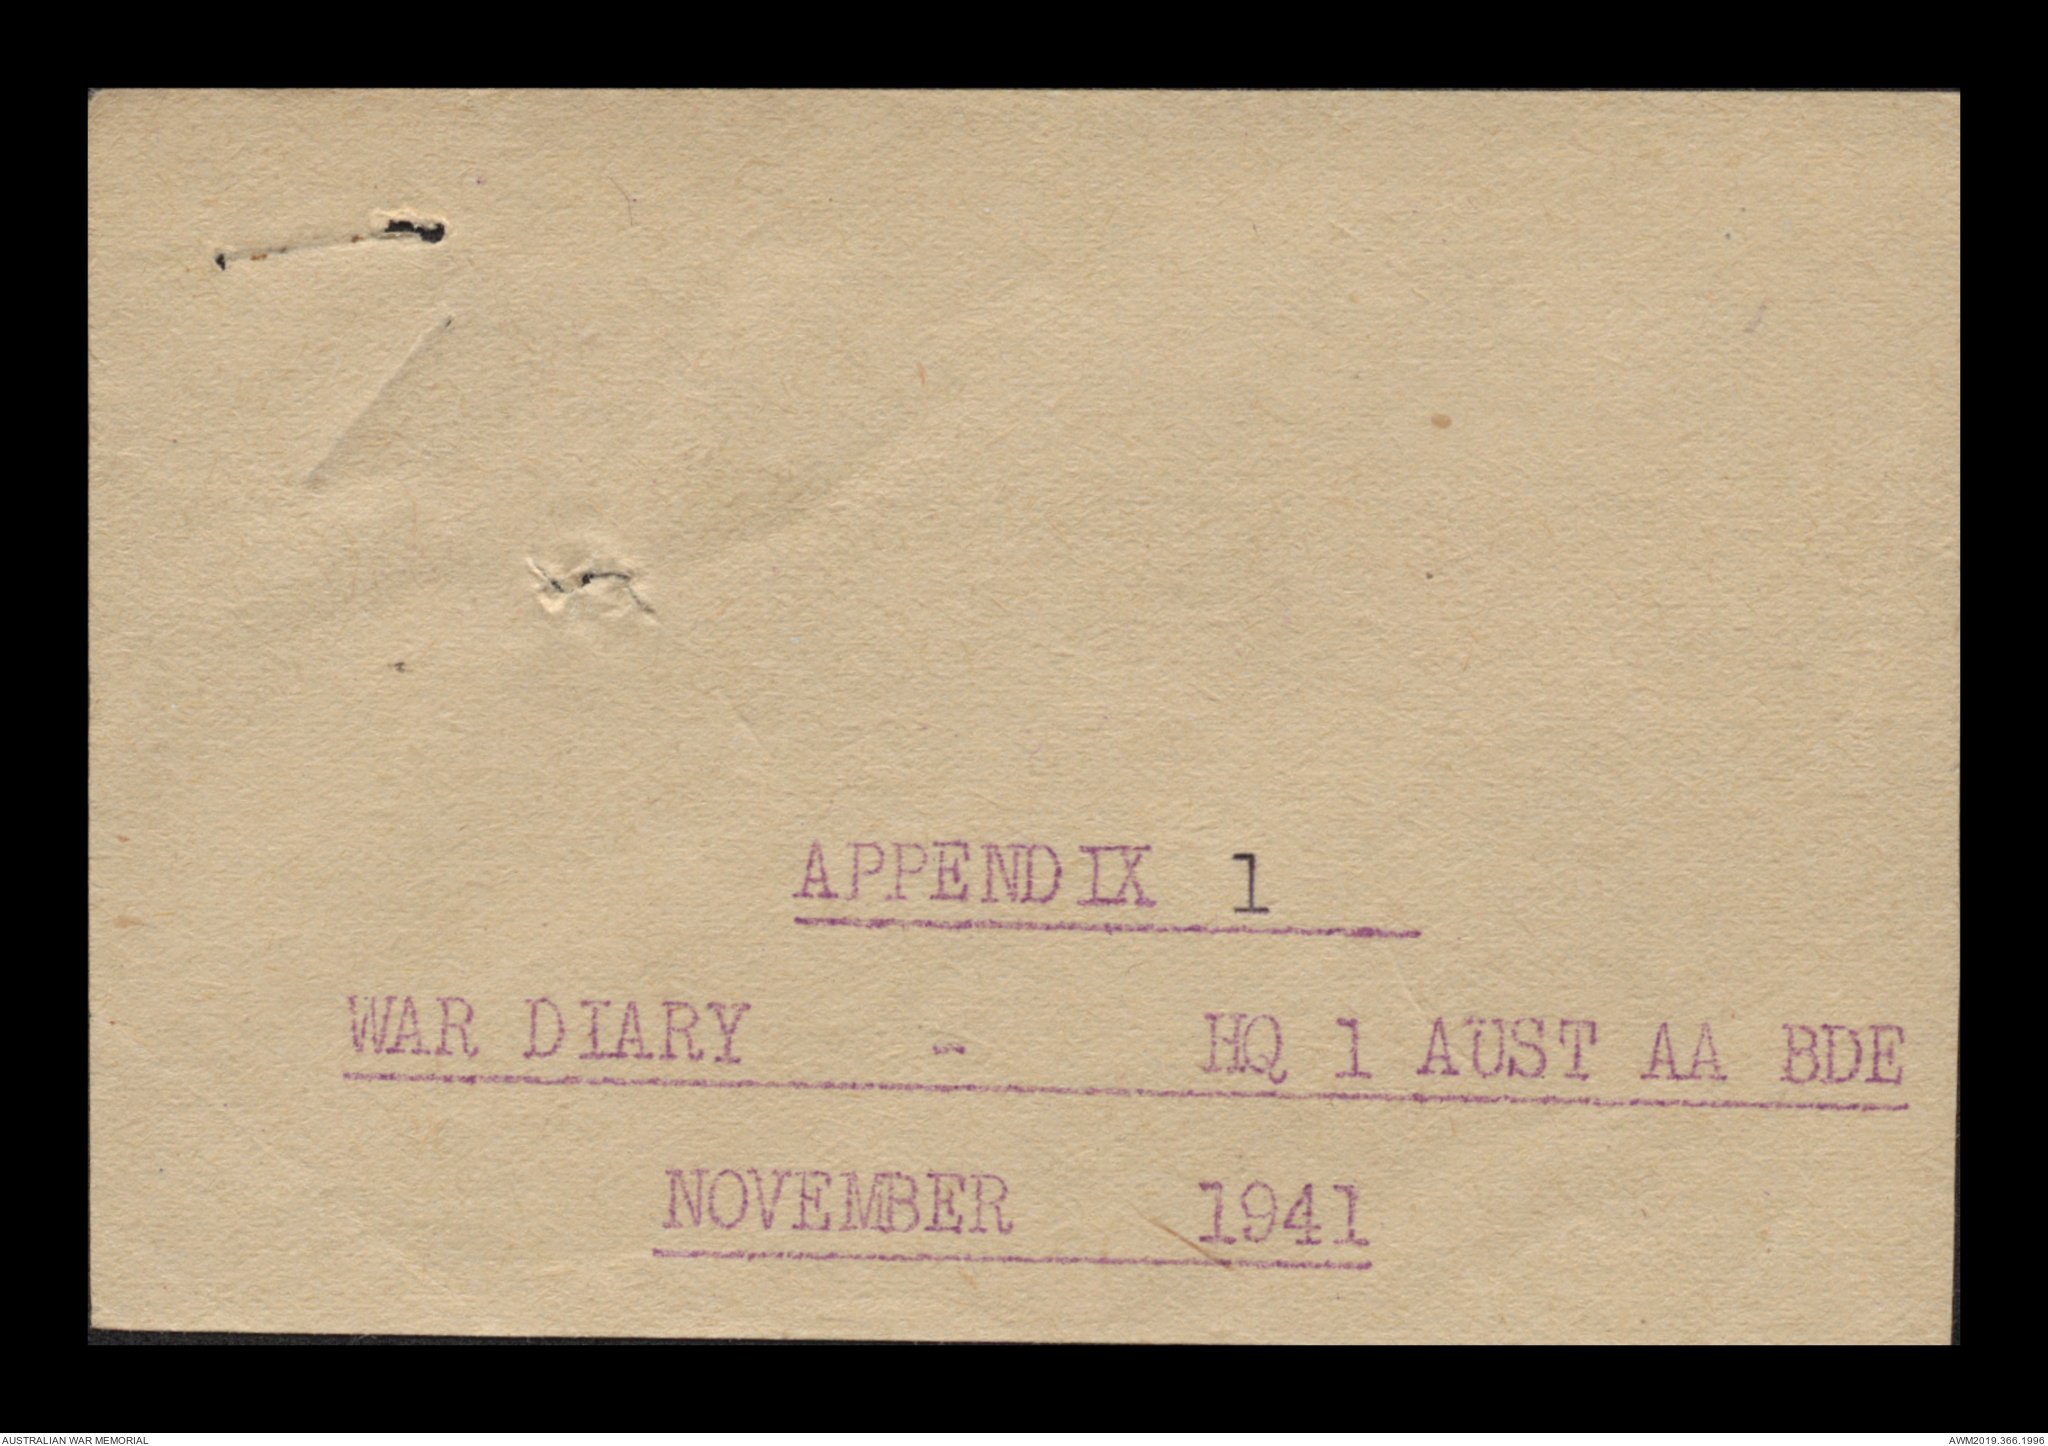 APPENDIX 1
WAR DIARY - HQ 1 AUST AA BDE
NOVEMBER 1941
AUSTRALIAN WAR MEMORIAL
AWM2019.366.1996